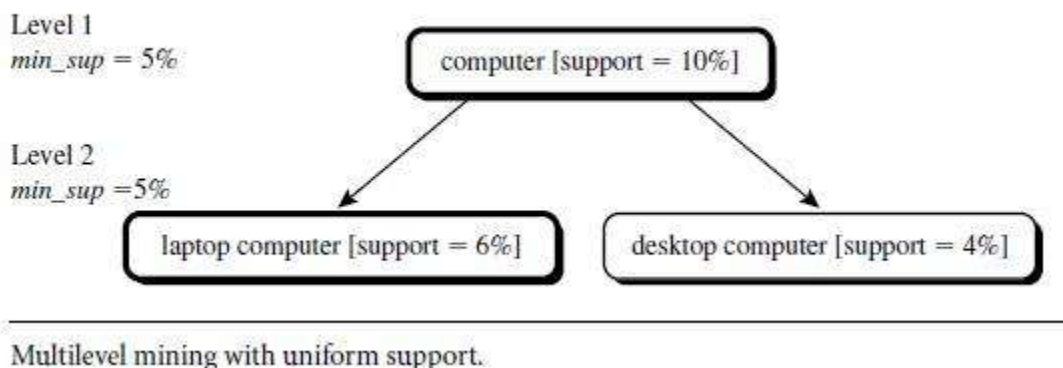 Level 1
min_sup = 5%
computer [support = 10%]
Level 2
min_sup =5%
laptop computer [support = 6%]
desktop computer [support = 4%]
Multilevel mining with uniform support.